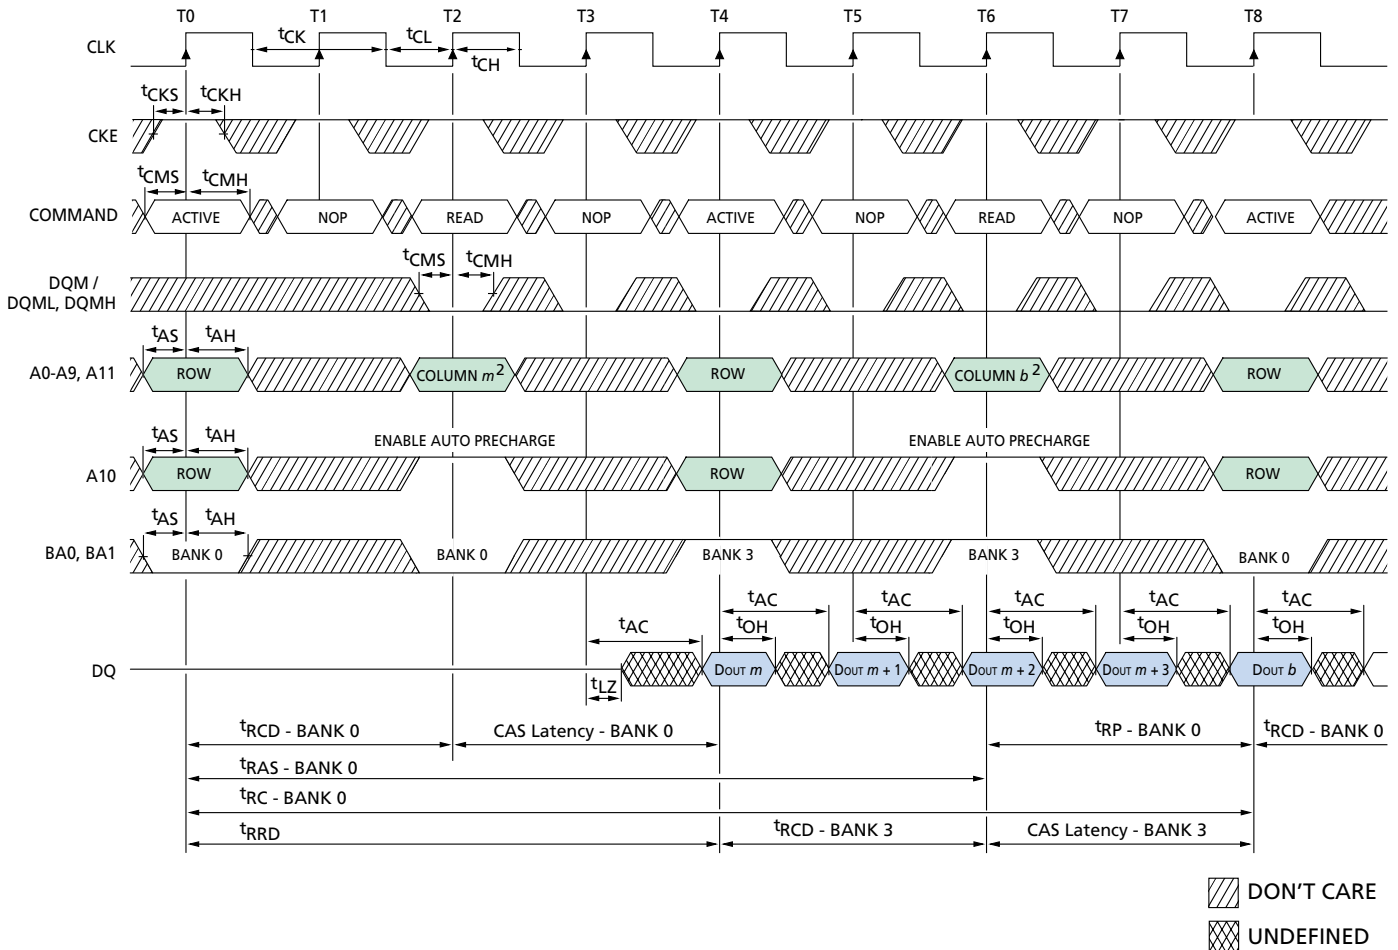 T0 T1 T2 T3 T4 T5 T6 T7 T8
CLK tCK tCL tCH
tCKS tCKH
CKE
tCMS tCMH
COMMAND ACTIVE NOP READ NOP ACTIVE NOP READ NOP ACTIVE
tCMS tCMH
DQM /
DQML, DQMH
tAS tAH
A0-A9, A11 ROW COLUMN m2 ROW COLUMN b2 ROW
tAS tAH ENABLE AUTO PRECHARGE ENABLE AUTO PRECHARGE
A10 ROW ROW ROW
tAS tAH
BA0, BA1 BANK 0 BANK 0 BANK 3 BANK 3 BANK 0
tAC tAC tAC tAC tAC tAC
tOH tOH tOH tOH tOH
DQ DOUT m DOUT m + 1 DOUT m + 2 DOUT m + 3 DOUT b
tLZ
tRCD - BANK 0 CAS Latency - BANK 0 tRP - BANK 0 tRCD - BANK 0
tRAS - BANK 0
tRC - BANK 0
tRRD tRCD - BANK 3 CAS Latency - BANK 3
DON'T CARE
UNDEFINED